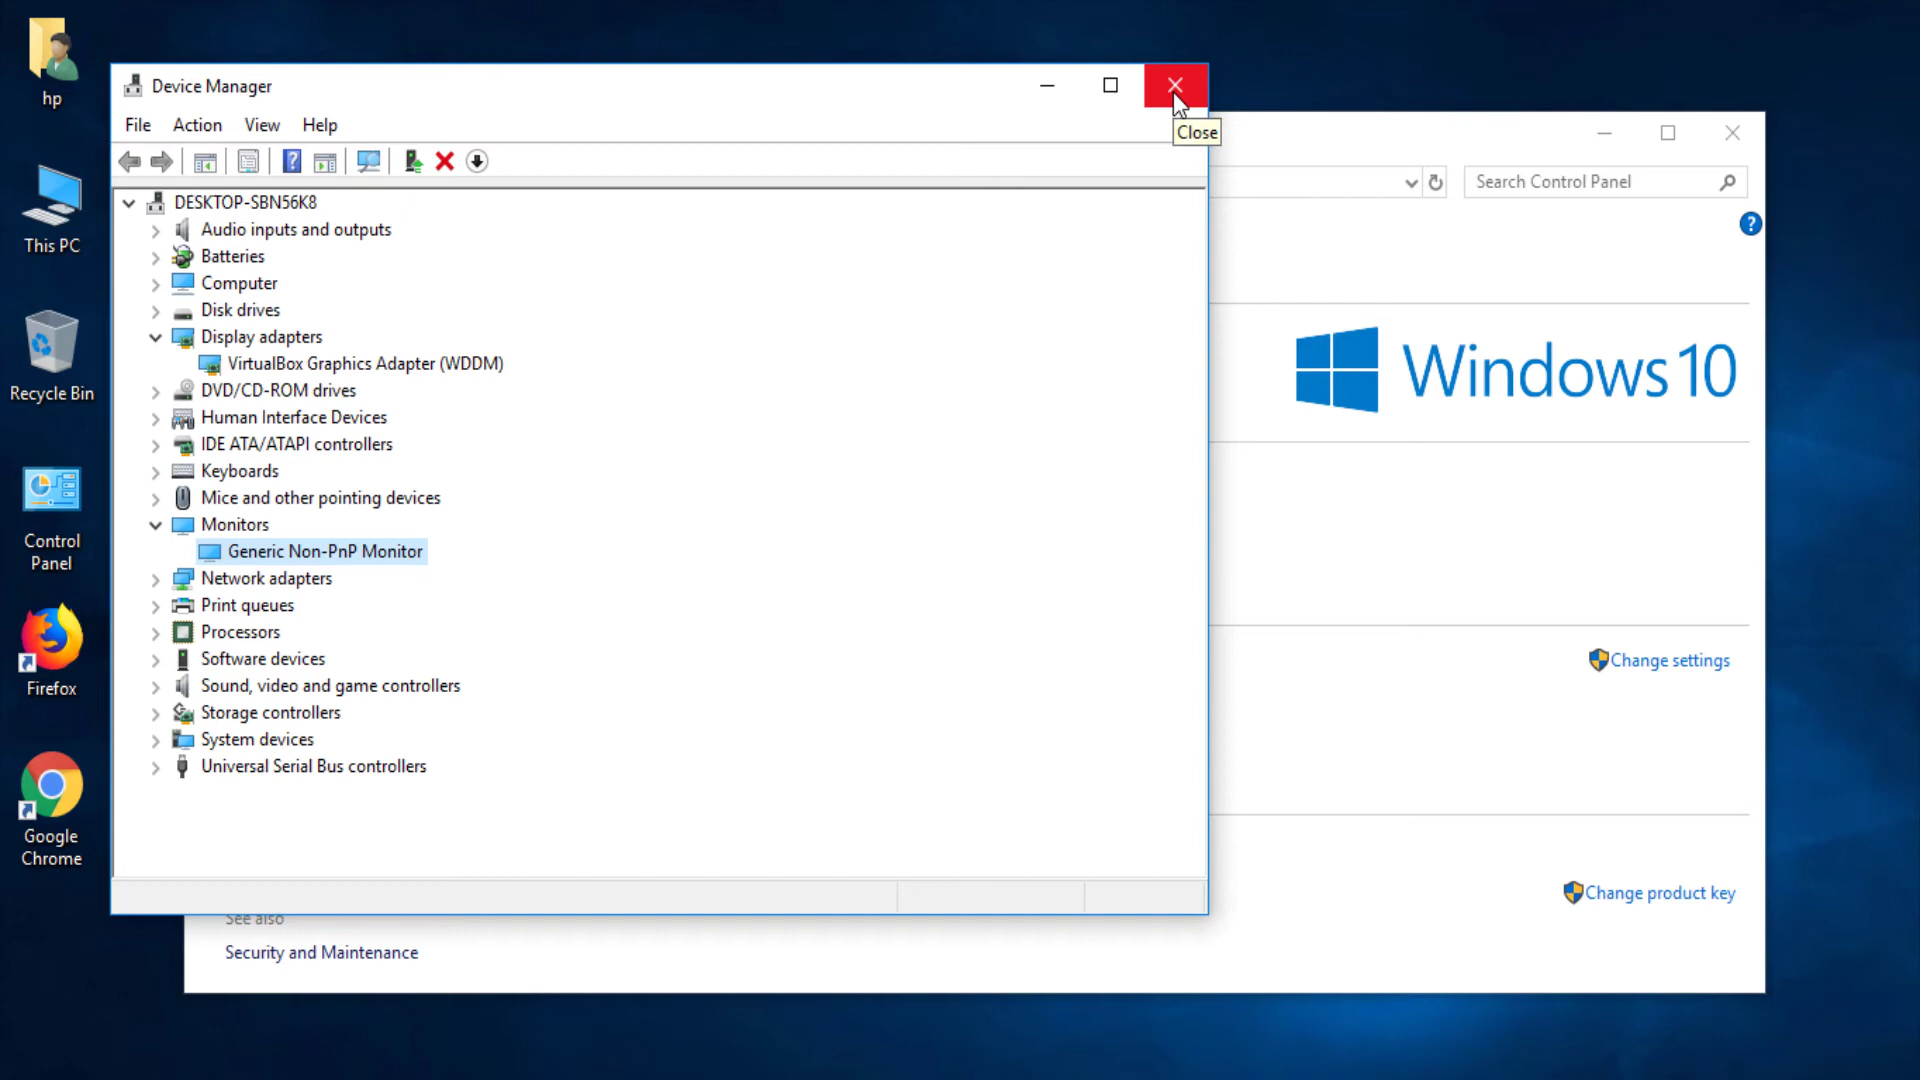 hp
This PC
Recycle Bin
Control
Panel
Firefox
Google
Chrome
Device Manager
Close
File Action View Help
DESKTOP-SBN56K8
Audio inputs and outputs
Batteries
Computer
Disk drives
Display adapters
VirtualBox Graphics Adapter (WDDM)
DVD/CD-ROM drives
Human Interface Devices
IDE ATA/ATAPI controllers
Keyboards
Mice and other pointing devices
Monitors
Generic Non-PnP Monitor
Network adapters
Print queues
Processors
Software devices
Sound, video and game controllers
Storage controllers
System devices
Universal Serial Bus controllers
Search Control Panel
Windows 10
Change settings
Change product key
See also
Security and Maintenance